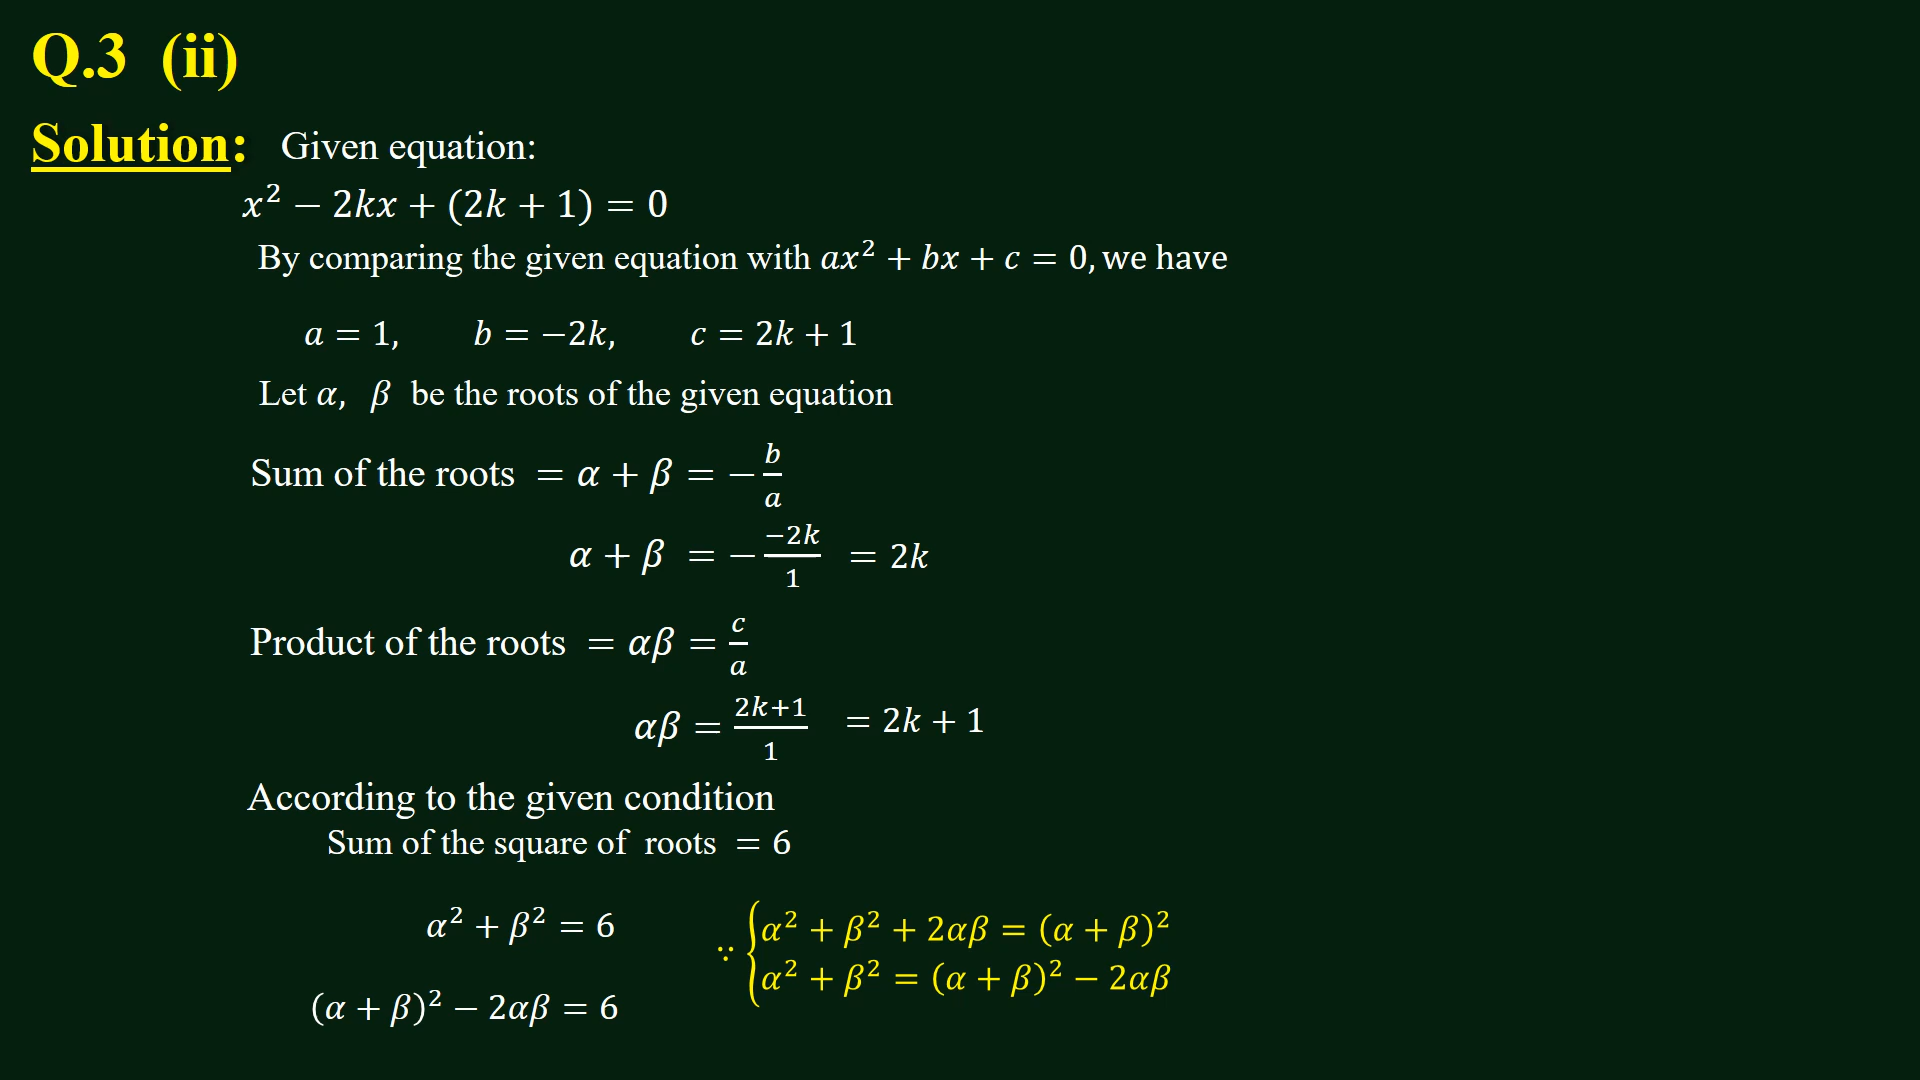 Q.3 (ii)
Solution: Given equation:
x² − 2kx + (2k + 1) = 0
By comparing the given equation with ax² + bx + c = 0, we have
a = 1, b = −2k, c = 2k + 1
Let α, β be the roots of the given equation
Sum of the roots = α + β = − b/a
α + β = − −2k/1 = 2k
Product of the roots = αβ = c/a
αβ = 2k+1/1 = 2k + 1
According to the given condition
Sum of the square of roots = 6
α² + β² = 6
∵ {α² + β² + 2αβ = (α + β)²
α² + β² = (α + β)² − 2αβ
(α + β)² − 2αβ = 6